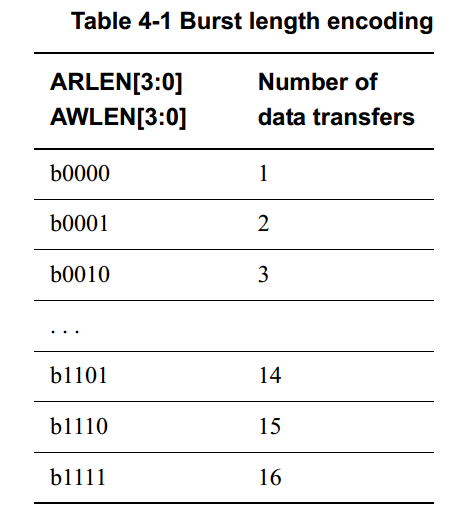 Table 4-1 Burst length encoding
ARLEN[3:0] Number of
AWLEN[3:0] data transfers
b0000 1
b0001 2
b0010 3
. . .
b1101 14
b1110 15
b1111 16